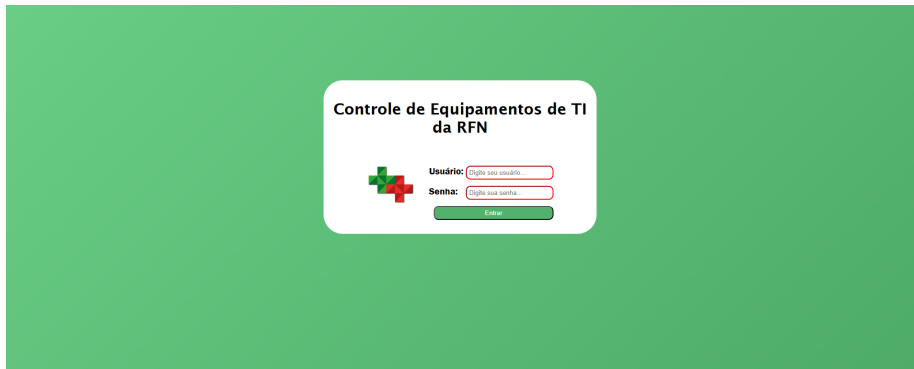 Controle de Equipamentos de TI
da RFN
Usuário: Digite seu usuário...
Senha: Digite sua senha...
Entrar